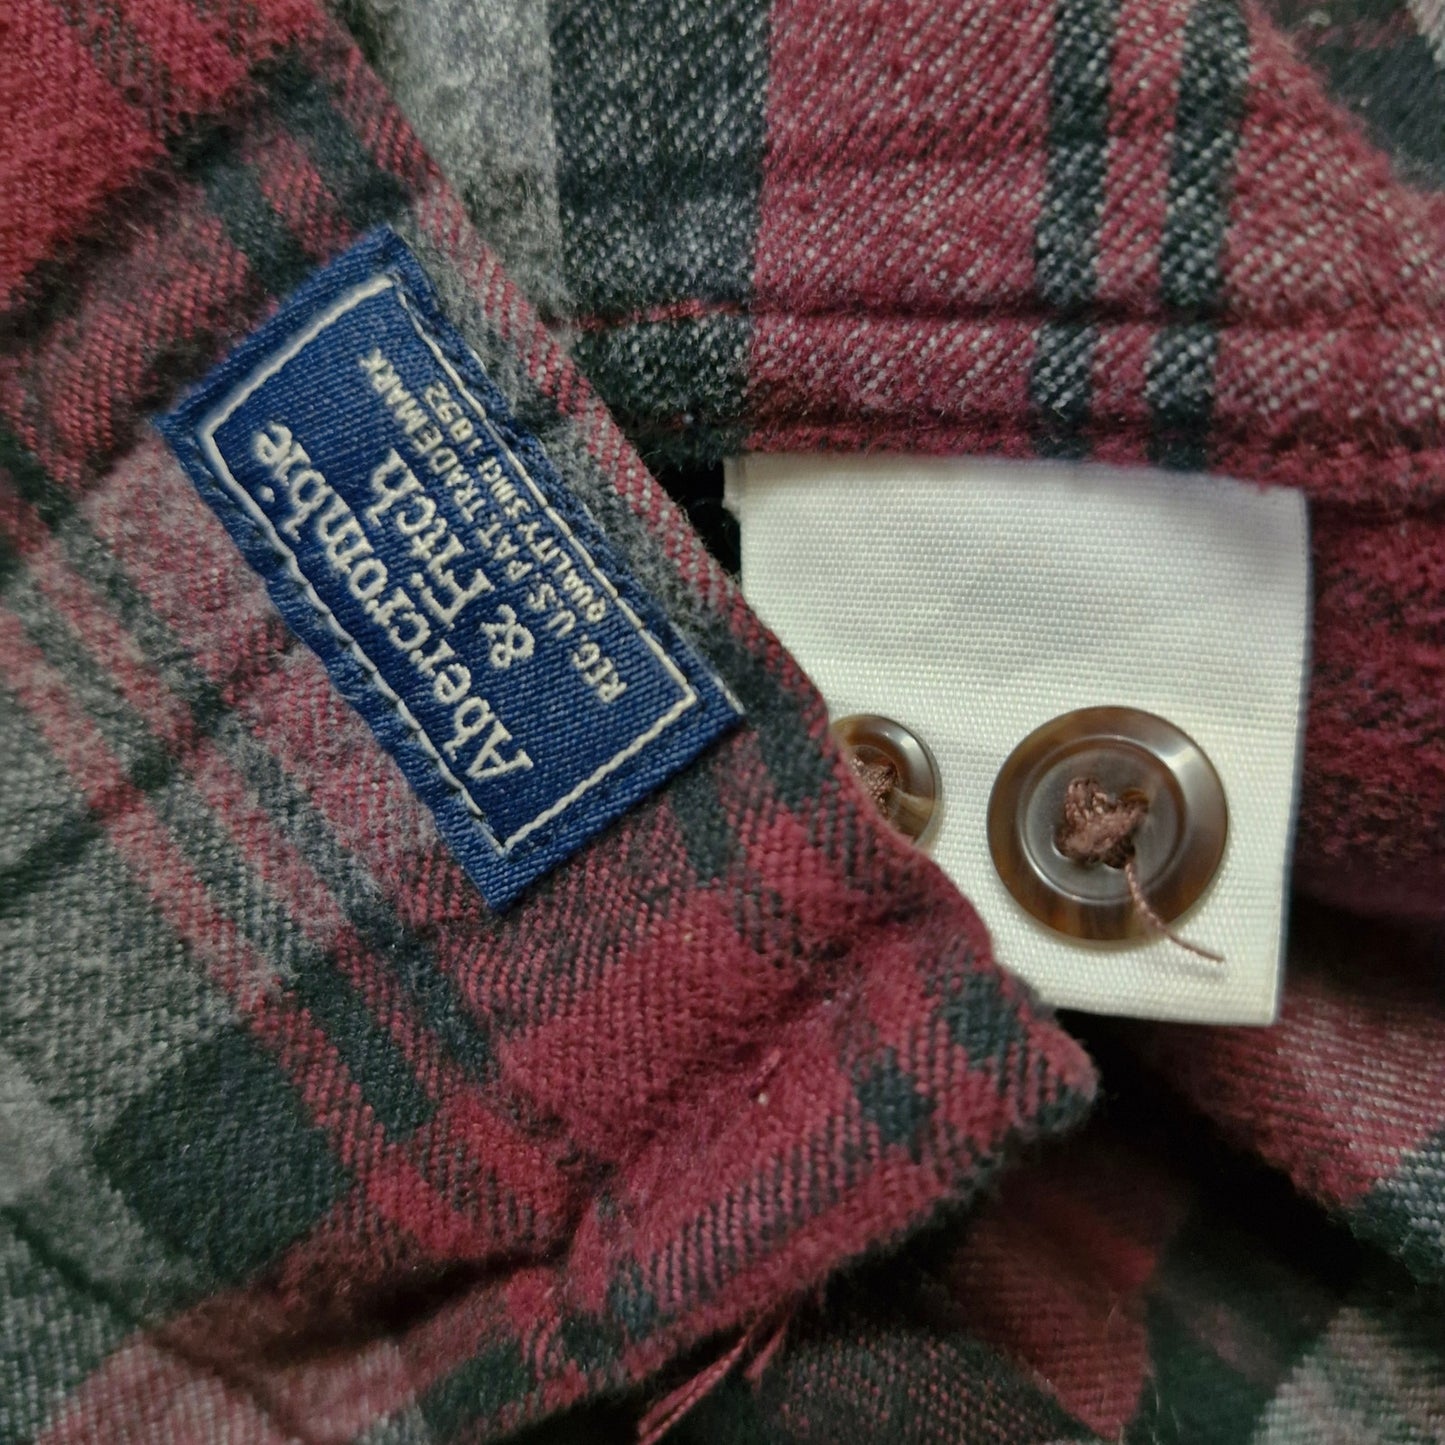 Abercrombie
& Fitch
REG. U.S. PAT. TRADEMARK
QUALITY SINCE 1892